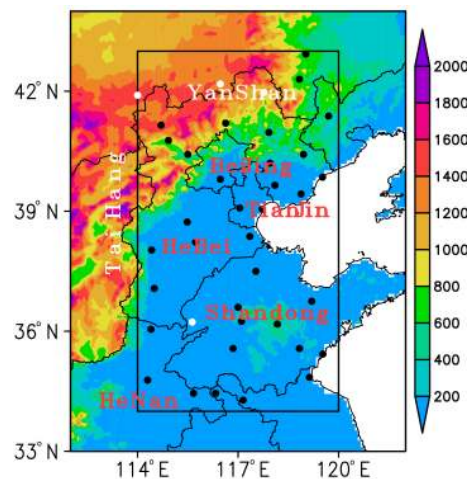 42°N
39°N
36°N
33°N
114°E
117°E
120°E
YanShan
Tai Hang
BeiJing
TianJin
HeBei
Shandong
HeNan
2000
1800
1600
1400
1200
1000
800
600
400
200